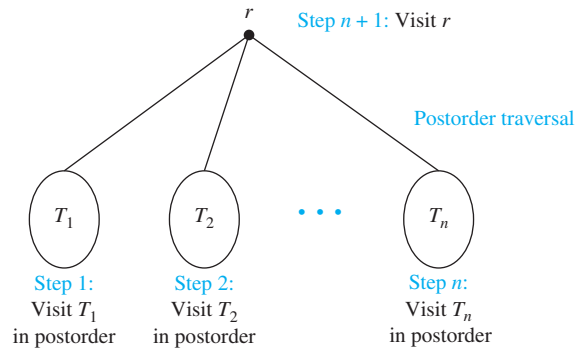 r
Step n + 1: Visit r
Postorder traversal
T₁
T₂
. . .
Tₙ
Step 1:
Visit T₁
in postorder
Step 2:
Visit T₂
in postorder
Step n:
Visit Tₙ
in postorder